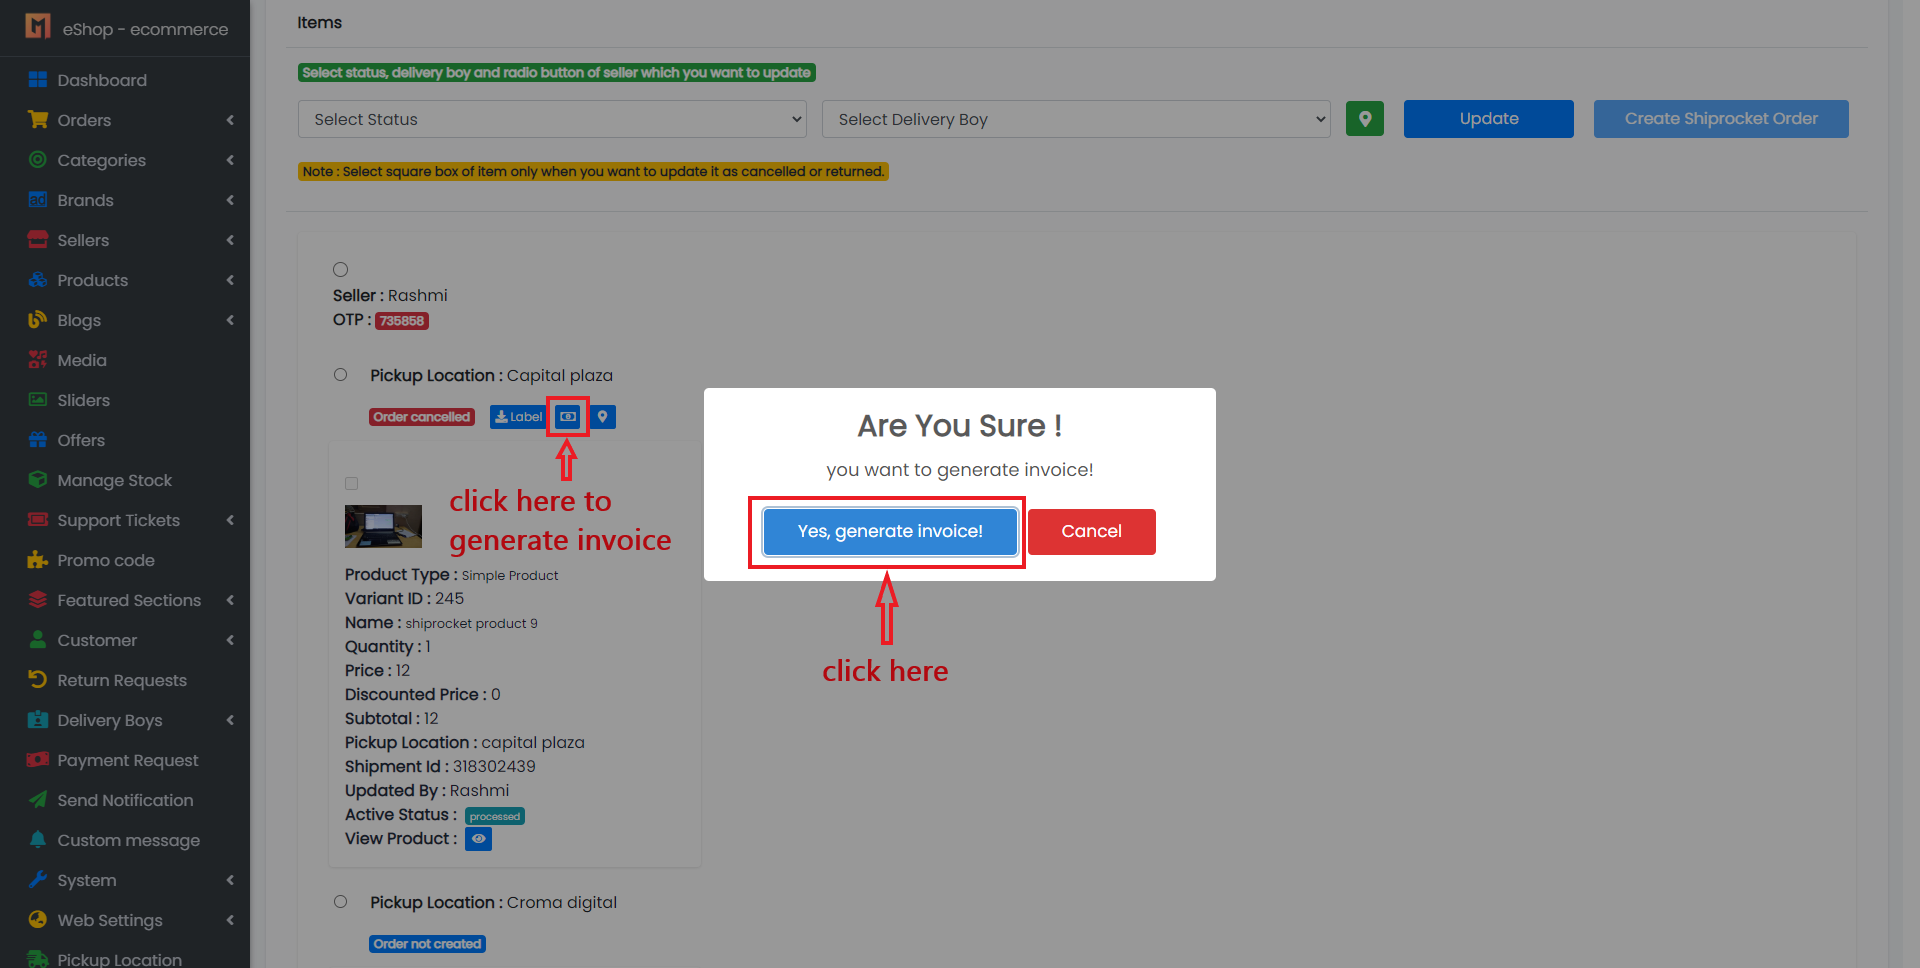 eShop - ecommerce
Dashboard
Orders
Categories
Brands
Sellers
Products
Blogs
Media
Sliders
Offers
Manage Stock
Support Tickets
Promo code
Featured Sections
Customer
Return Requests
Delivery Boys
Payment Request
Send Notification
Custom message
System
Web Settings
Pickup Location
Items
Select status, delivery boy and radio button of seller which you want to update
Select Status
Select Delivery Boy
Update
Create Shiprocket Order
Note : Select square box of item only when you want to update it as cancelled or returned.
Seller : Rashmi
OTP : 735858
Pickup Location : Capital plaza
Order cancelled
Label
click here to
generate invoice
Product Type : Simple Product
Variant ID : 245
Name : shiprocket product 9
Quantity : 1
Price : 12
Discounted Price : 0
Subtotal : 12
Pickup Location : capital plaza
Shipment Id : 318302439
Updated By : Rashmi
Active Status : processed
View Product :
Pickup Location : Croma digital
Order not created
Are You Sure !
you want to generate invoice!
Yes, generate invoice!
Cancel
click here